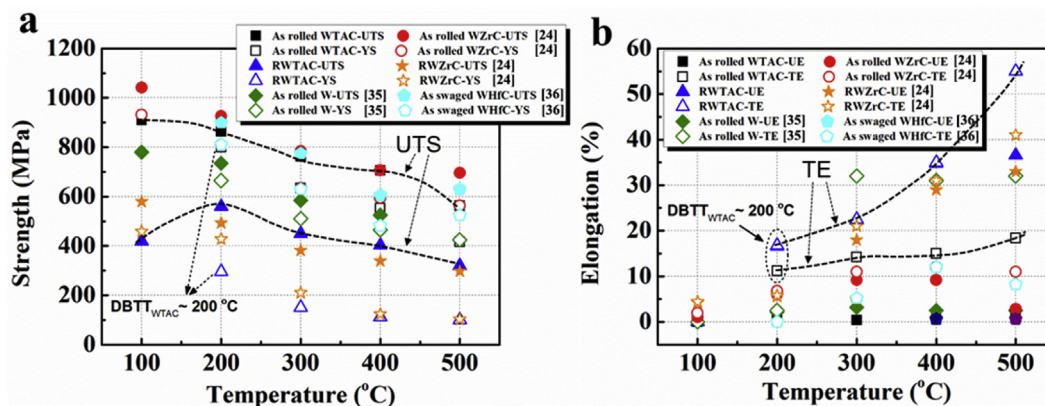 a
1200
1000
800
600
400
200
0
Strength (MPa)
As rolled WTAC-UTS
As rolled WTAC-YS
RWTAC-UTS
RWTAC-YS
As rolled W-UTS [35]
As rolled W-YS [35]
As rolled WZrC-UTS [24]
As rolled WZrC-YS [24]
RWZrC-UTS [24]
RWZrC-YS [24]
As swaged WHfC-UTS [36]
As swaged WHfC-YS [36]
UTS
DBTTWTAC~ 200 °C
100 200 300 400 500
Temperature (°C)
b
60
50
40
30
20
10
0
Elongation (%)
As rolled WTAC-UE
As rolled WTAC-TE
RWTAC-UE
RWTAC-TE
As rolled W-UE [35]
As rolled W-TE [35]
As rolled WZrC-UE [24]
As rolled WZrC-TE [24]
RWZrC-UE [24]
RWZrC-TE [24]
As swaged WHfC-UE [36]
As swaged WHfC-TE [36]
TE
DBTTWTAC~ 200 °C
100 200 300 400 500
Temperature (°C)